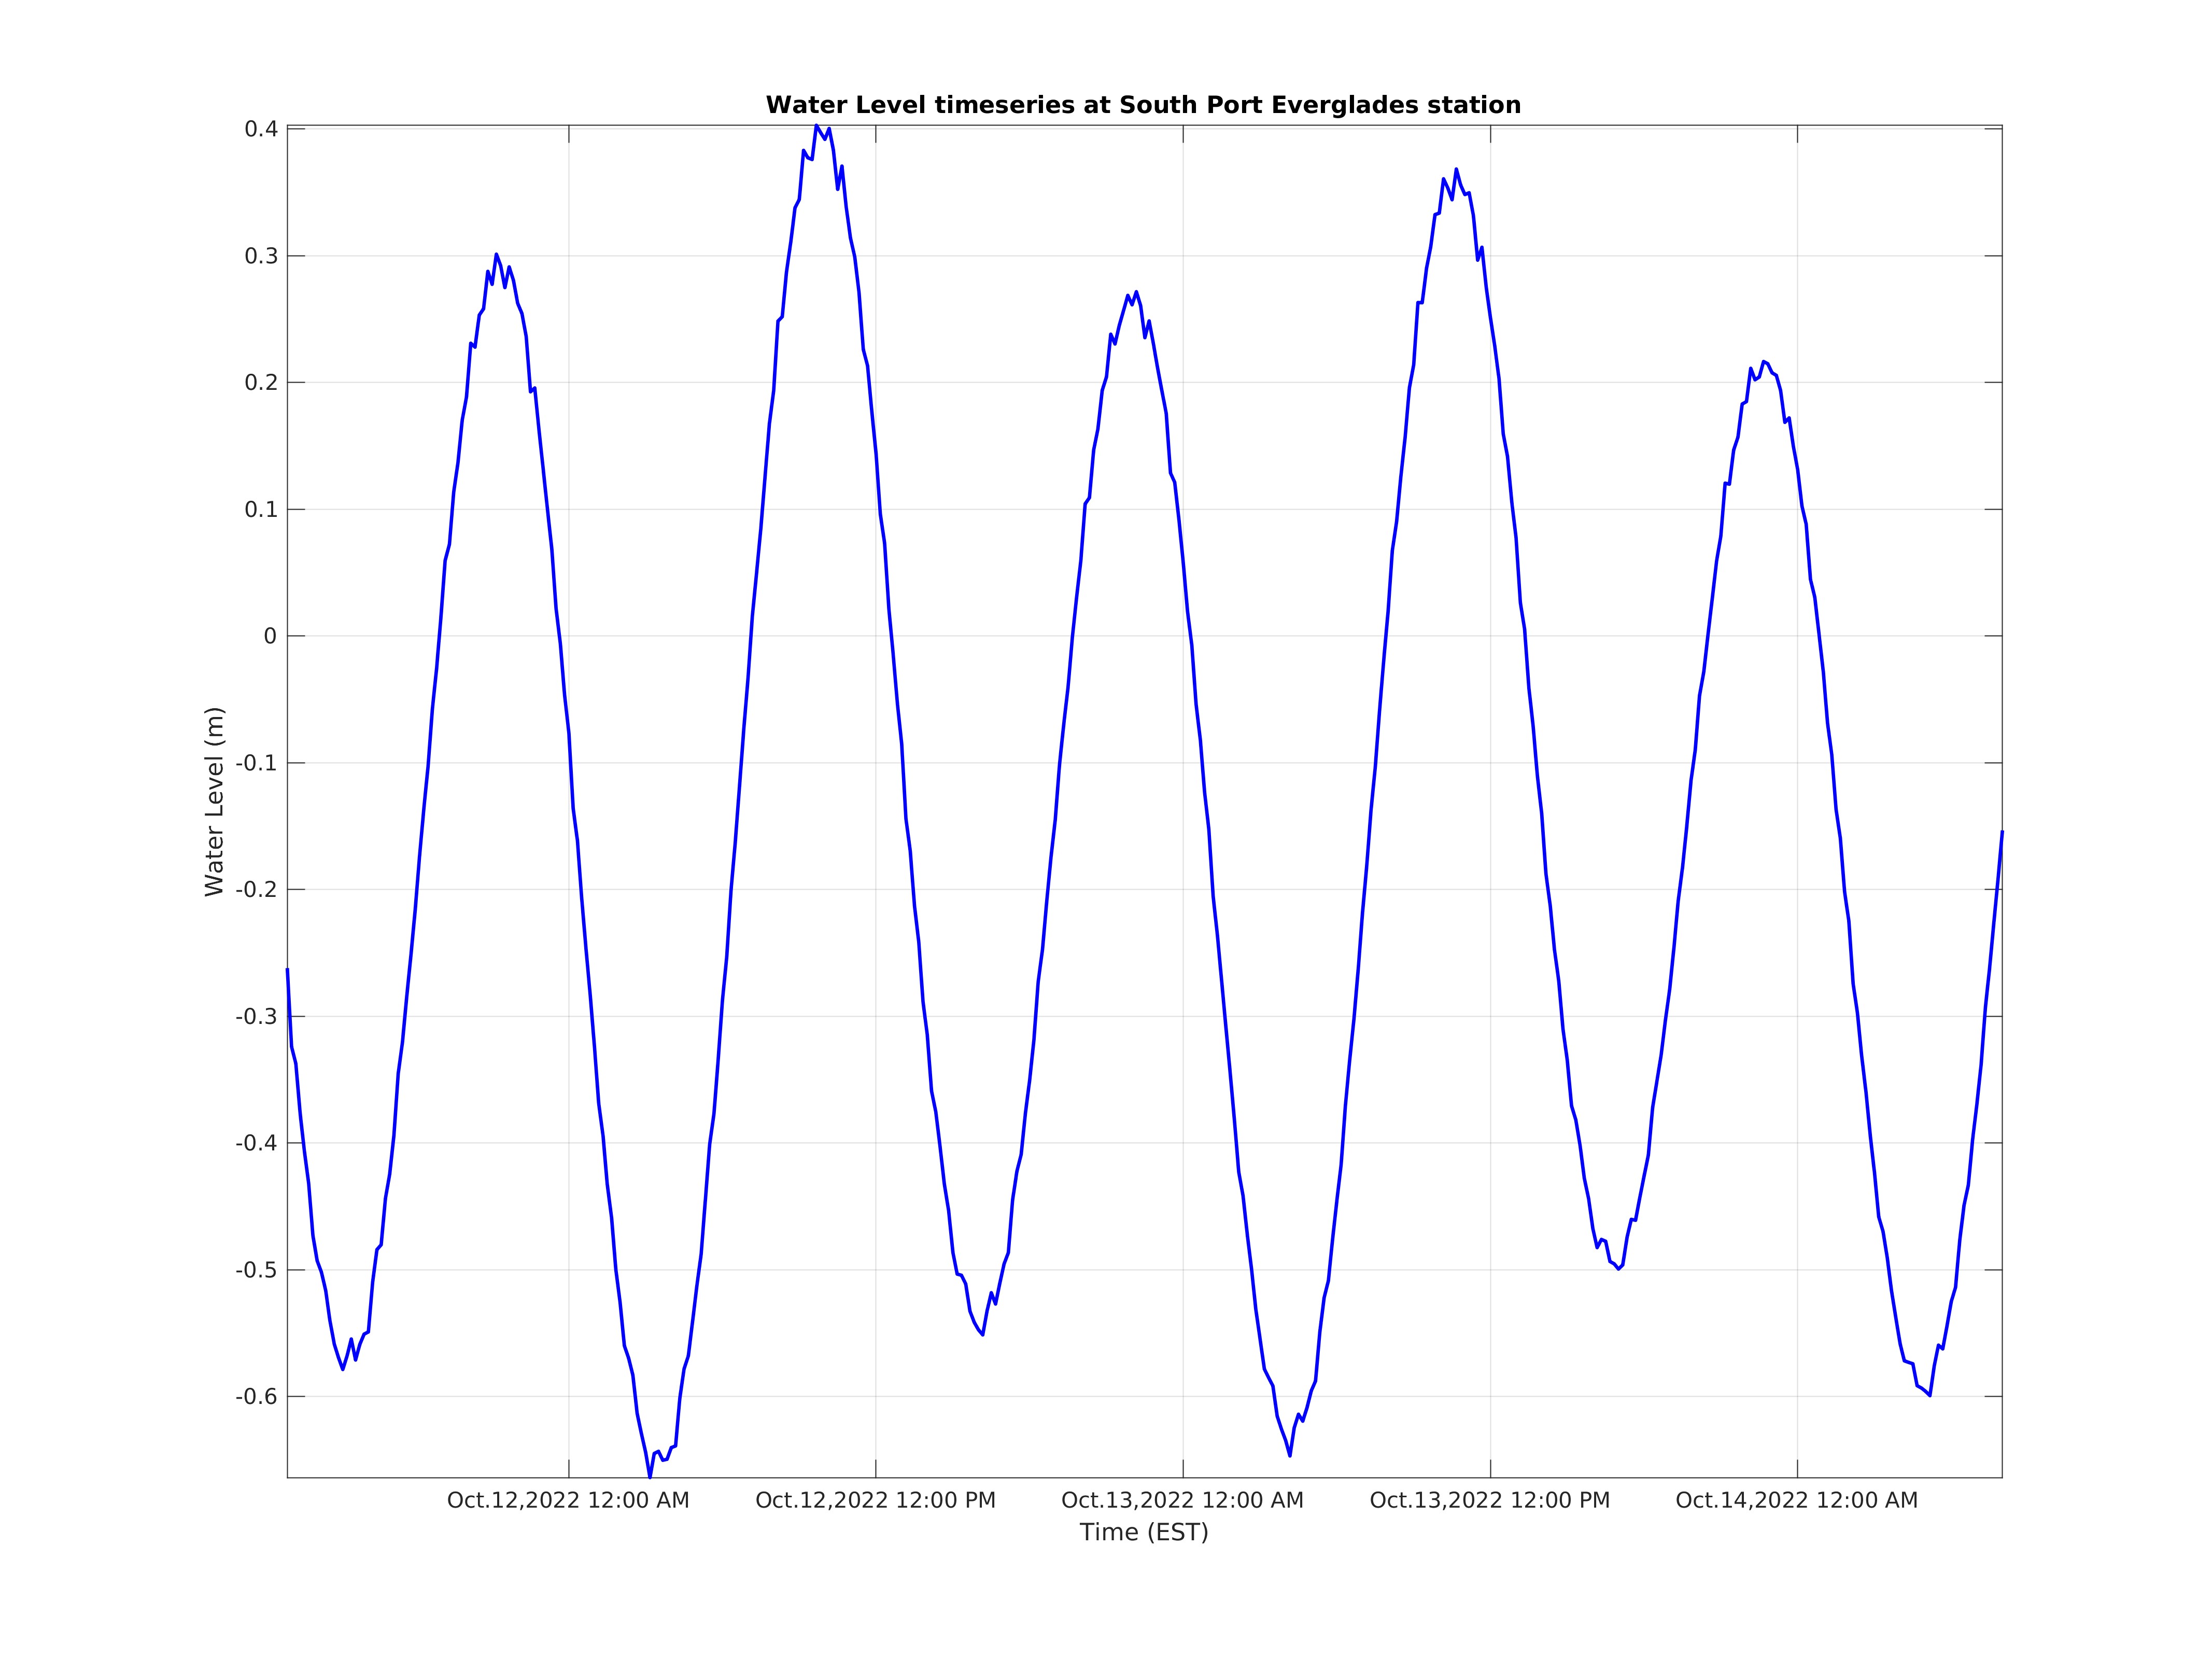 Water Level timeseries at South Port Everglades station
0.4
0.3
0.2
0.1
0
-0.1
-0.2
-0.3
-0.4
-0.5
-0.6
Water Level (m)
Oct.12,2022 12:00 AM
Oct.12,2022 12:00 PM
Oct.13,2022 12:00 AM
Oct.13,2022 12:00 PM
Oct.14,2022 12:00 AM
Time (EST)